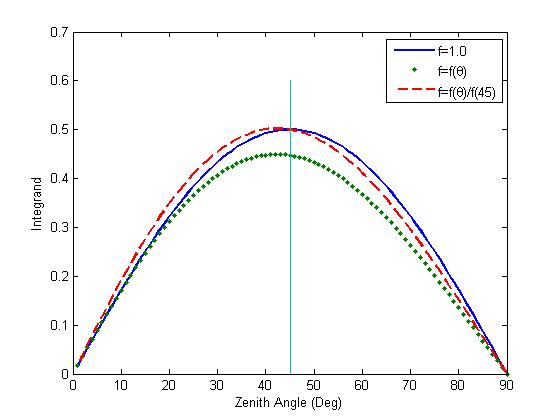 0.7
0.6
0.5
0.4
0.3
0.2
0.1
0
Integrand
f=1.0
f=f(θ)
f=f(θ)/f(45)
0 10 20 30 40 50 60 70 80 90
Zenith Angle (Deg)